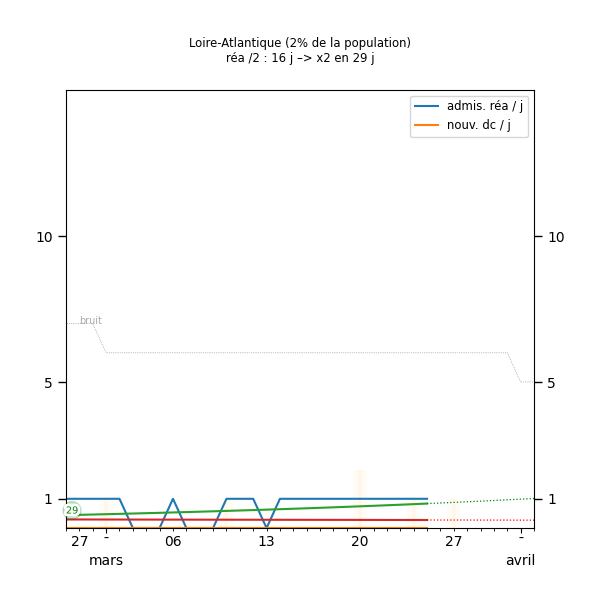 Loire-Atlantique (2% de la population)
réa /2 : 16 j –> x2 en 29 j
admis. réa / j
nouv. dc / j
10 10
bruit
5 5
1 1
29
27 - 06 13 20 27 -
mars avril